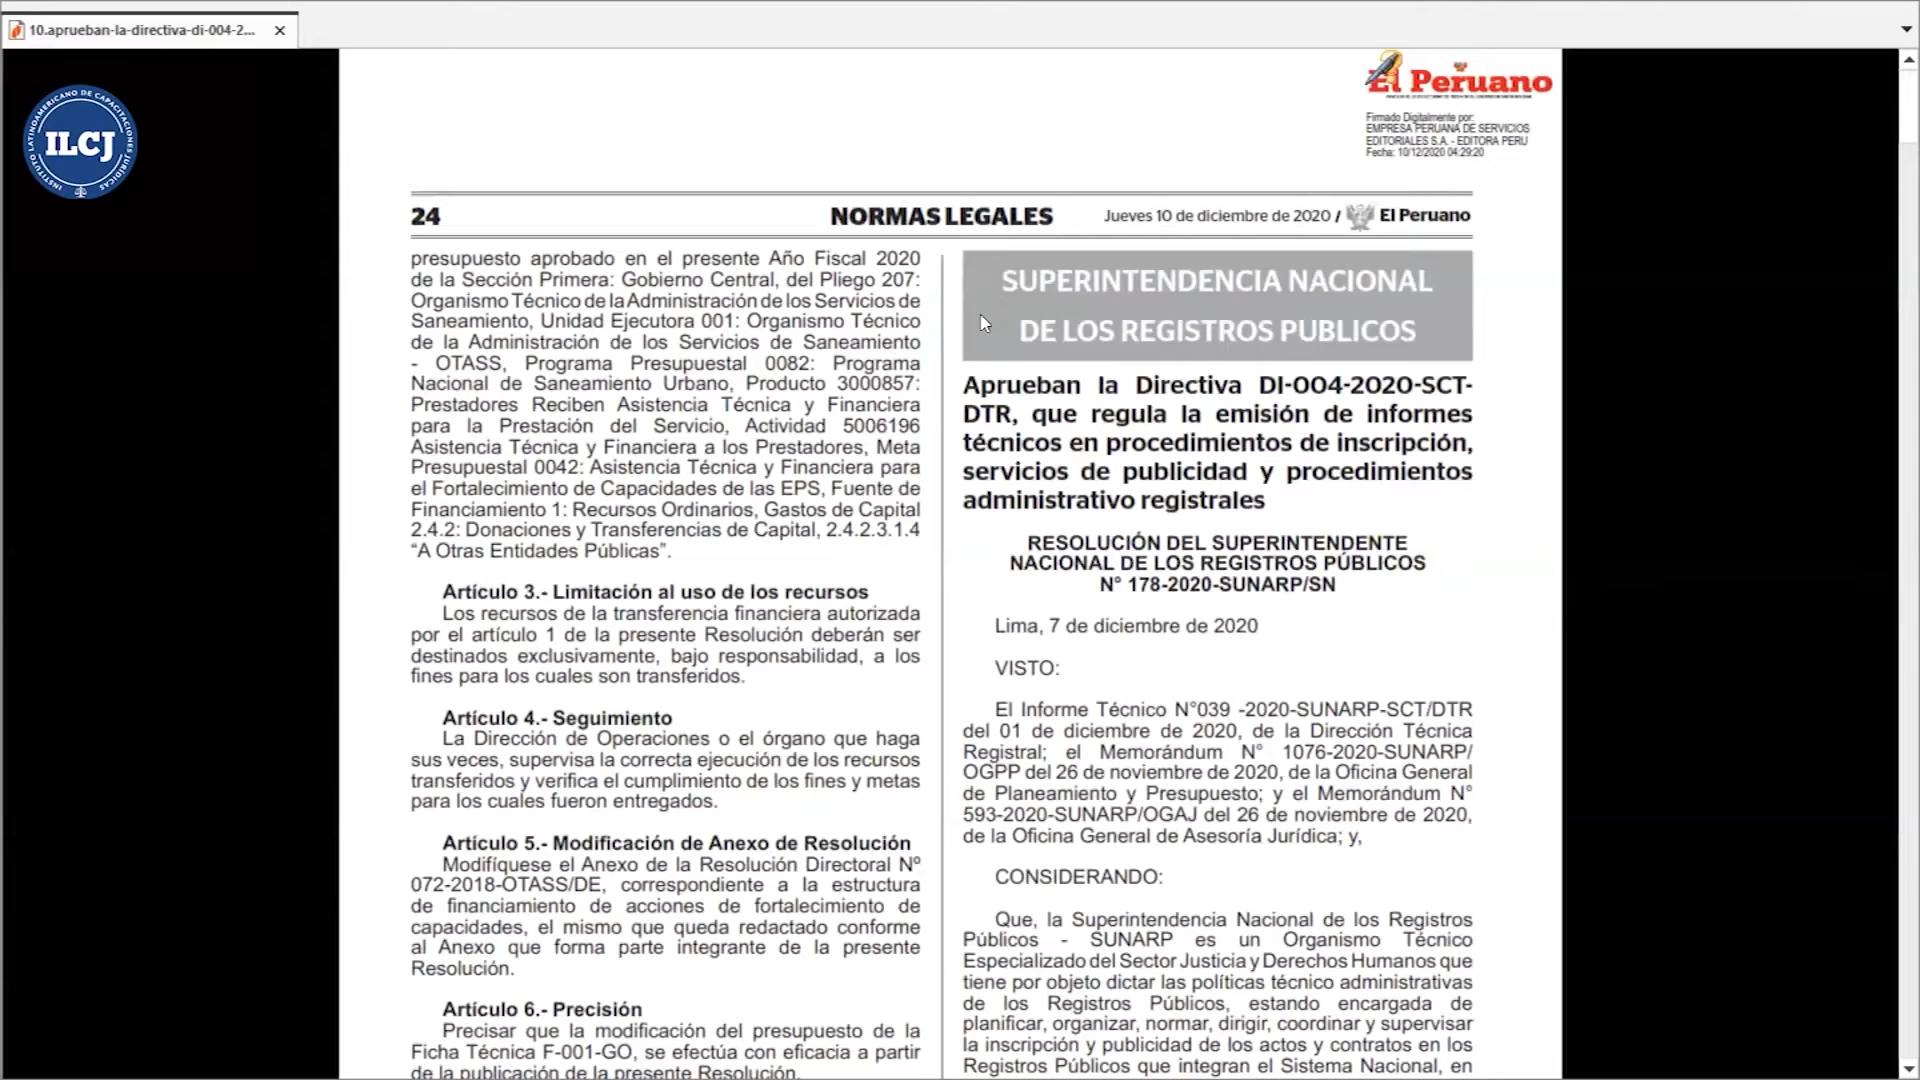 10.aprueban-la-directiva-di-004-2...
INSTITUTO LATINOAMERICANO DE CAPACITACIONES JURÍDICAS
ILCJ
El Peruano
Firmado Digitalmente por:
EMPRESA PERUANA DE SERVICIOS
EDITORIALES S.A. - EDITORA PERU
Fecha: 10/12/2020 04:29:20
24
NORMAS LEGALES
Jueves 10 de diciembre de 2020 / El Peruano
presupuesto aprobado en el presente Año Fiscal 2020
de la Sección Primera: Gobierno Central, del Pliego 207:
Organismo Técnico de la Administración de los Servicios de
Saneamiento, Unidad Ejecutora 001: Organismo Técnico
de la Administración de los Servicios de Saneamiento
- OTASS, Programa Presupuestal 0082: Programa
Nacional de Saneamiento Urbano, Producto 3000857:
Prestadores Reciben Asistencia Técnica y Financiera
para la Prestación del Servicio, Actividad 5006196
Asistencia Técnica y Financiera a los Prestadores, Meta
Presupuestal 0042: Asistencia Técnica y Financiera para
el Fortalecimiento de Capacidades de las EPS, Fuente de
Financiamiento 1: Recursos Ordinarios, Gastos de Capital
2.4.2: Donaciones y Transferencias de Capital, 2.4.2.3.1.4
“A Otras Entidades Públicas”.
Artículo 3.- Limitación al uso de los recursos
Los recursos de la transferencia financiera autorizada
por el artículo 1 de la presente Resolución deberán ser
destinados exclusivamente, bajo responsabilidad, a los
fines para los cuales son transferidos.
Artículo 4.- Seguimiento
La Dirección de Operaciones o el órgano que haga
sus veces, supervisa la correcta ejecución de los recursos
transferidos y verifica el cumplimiento de los fines y metas
para los cuales fueron entregados.
Artículo 5.- Modificación de Anexo de Resolución
Modifíquese el Anexo de la Resolución Directoral Nº
072-2018-OTASS/DE, correspondiente a la estructura
de financiamiento de acciones de fortalecimiento de
capacidades, el mismo que queda redactado conforme
al Anexo que forma parte integrante de la presente
Resolución.
Artículo 6.- Precisión
Precisar que la modificación del presupuesto de la
Ficha Técnica F-001-GO, se efectúa con eficacia a partir
de la publicación de la presente Resolución.
SUPERINTENDENCIA NACIONAL
DE LOS REGISTROS PUBLICOS
Aprueban la Directiva DI-004-2020-SCT-
DTR, que regula la emisión de informes
técnicos en procedimientos de inscripción,
servicios de publicidad y procedimientos
administrativo registrales
RESOLUCIÓN DEL SUPERINTENDENTE
NACIONAL DE LOS REGISTROS PÚBLICOS
N° 178-2020-SUNARP/SN
Lima, 7 de diciembre de 2020
VISTO:
El Informe Técnico N°039 -2020-SUNARP-SCT/DTR
del 01 de diciembre de 2020, de la Dirección Técnica
Registral; el Memorándum N° 1076-2020-SUNARP/
OGPP del 26 de noviembre de 2020, de la Oficina General
de Planeamiento y Presupuesto; y el Memorándum N°
593-2020-SUNARP/OGAJ del 26 de noviembre de 2020,
de la Oficina General de Asesoría Jurídica; y,
CONSIDERANDO:
Que, la Superintendencia Nacional de los Registros
Públicos - SUNARP es un Organismo Técnico
Especializado del Sector Justicia y Derechos Humanos que
tiene por objeto dictar las políticas técnico administrativas
de los Registros Públicos, estando encargada de
planificar, organizar, normar, dirigir, coordinar y supervisar
la inscripción y publicidad de los actos y contratos en los
Registros Públicos que integran el Sistema Nacional, en